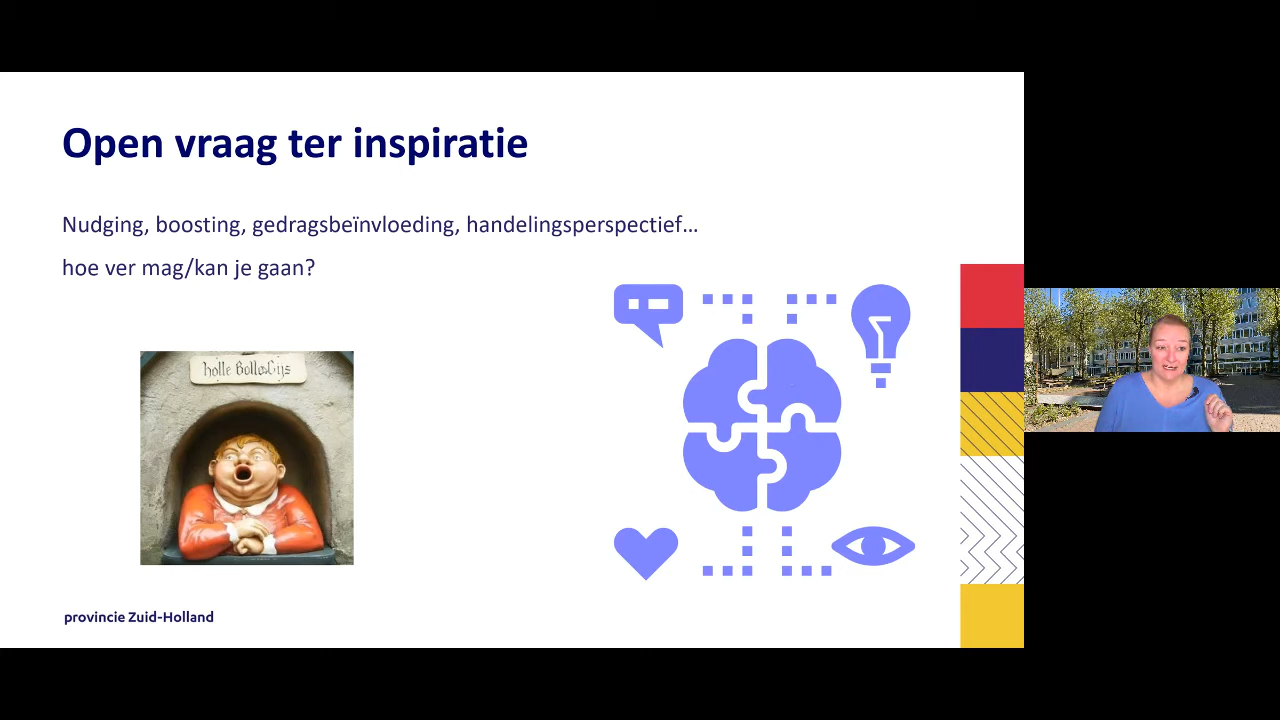 Open vraag ter inspiratie
Nudging, boosting, gedragsbeïnvloeding, handelingsperspectief…
hoe ver mag/kan je gaan?
holle bolle Gijs
provincie Zuid-Holland